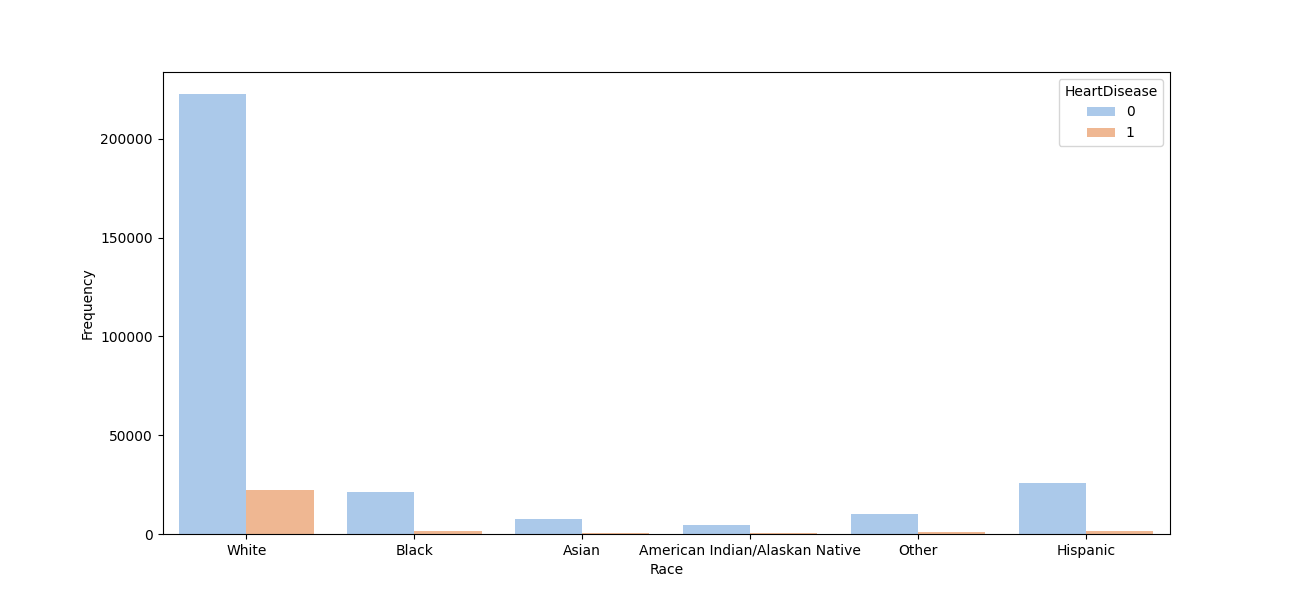 HeartDisease
0
1
200000
150000
100000
50000
0
Frequency
White Black Asian American Indian/Alaskan Native Other Hispanic
Race